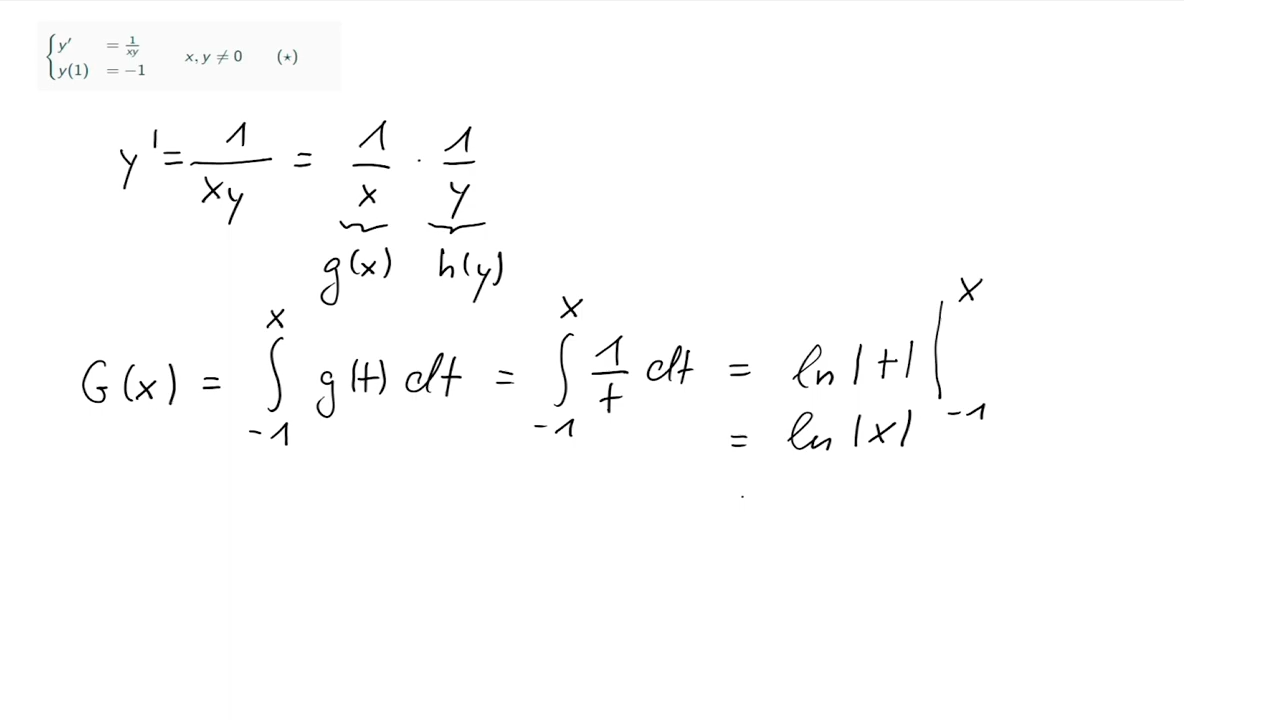 { y' = 1/(xy)    x, y ≠ 0    (⋆)
y(1) = −1
y' = 1/(xy) = 1/x · 1/y
g(x) h(y)
G(x) = ∫_{-1}^{x} g(t) dt = ∫_{-1}^{x} 1/t dt = ln |t| |_{-1}^{x}
= ln |x|